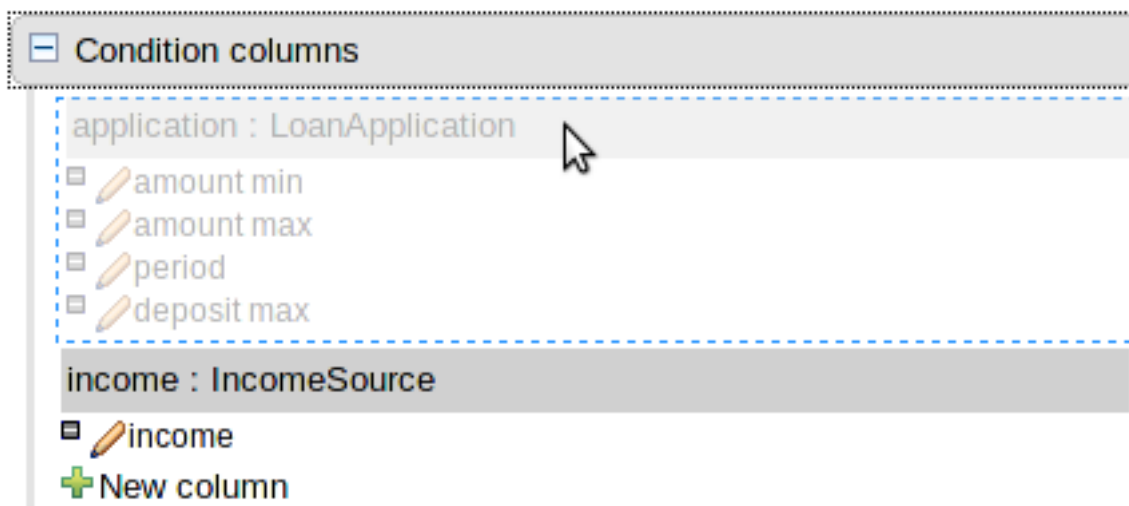 Condition columns
application : LoanApplication
amount min
amount max
period
deposit max
income : IncomeSource
income
New column